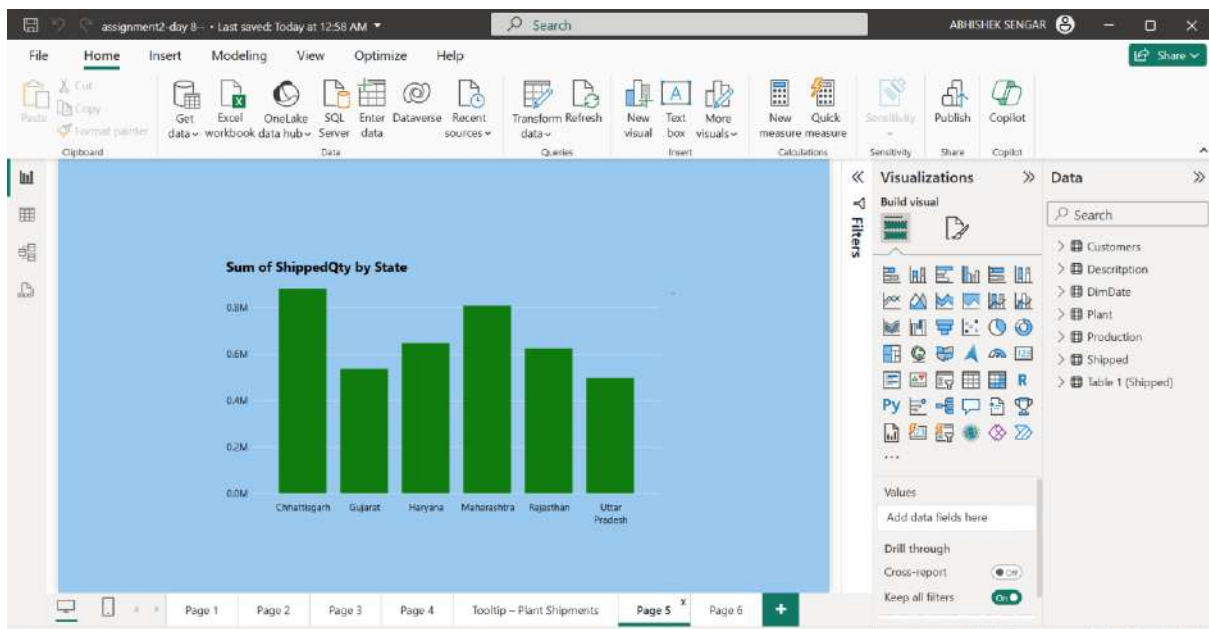 assignment2-day 8-- • Last saved: Today at 12:58 AM
Search
ABHISHEK SENGAR
File Home Insert Modeling View Optimize Help
Share
Paste
Cut
Copy
Format painter
Clipboard
Get data
Excel workbook
OneLake data hub
SQL Server
Enter data
Dataverse
Recent sources
Data
Transform data
Refresh
Queries
New visual
Text box
More visuals
Insert
New measure
Quick measure
Calculations
Sensitivity
Sensitivity
Publish
Share
Copilot
Copilot
Sum of ShippedQty by State
0.8M
0.6M
0.4M
0.2M
0.0M
Chhattisgarh Gujarat Haryana Maharashtra Rajasthan Uttar
Pradesh
Filters
Visualizations
Build visual
123
R
Py
...
Values
Add data fields here
Drill through
Cross-report
Off
Keep all filters
On
Data
Search
Customers
Descritption
DimDate
Plant
Production
Shipped
Table 1 (Shipped)
Page 1 Page 2 Page 3 Page 4 Tooltip – Plant Shipments Page 5 x Page 6 +